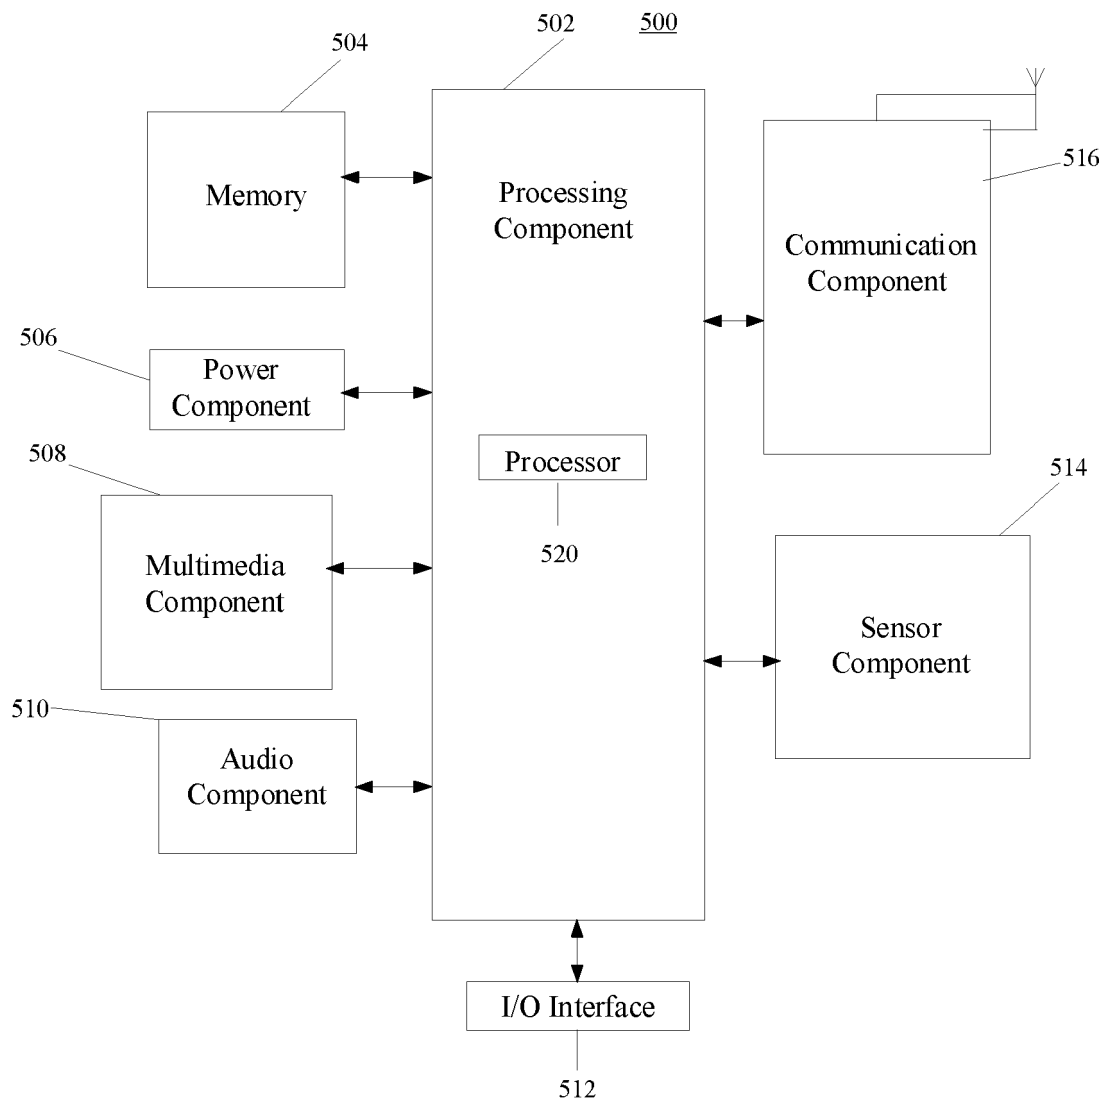 500
502
504
Memory
Processing
Component
516
Communication
Component
506
Power
Component
508
Processor
520
514
Multimedia
Component
Sensor
Component
510
Audio
Component
I/O Interface
512